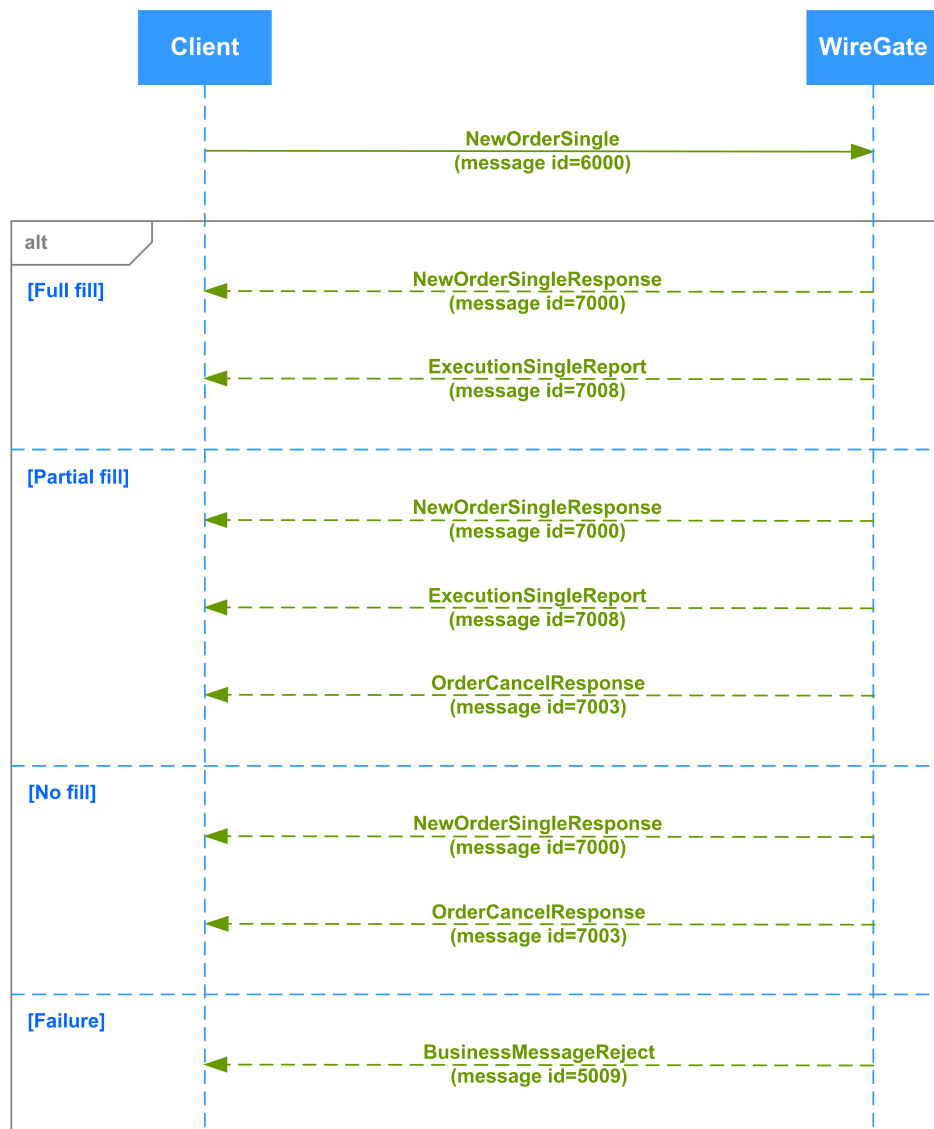 Client
WireGate
NewOrderSingle
(message id=6000)
alt
[Full fill]
NewOrderSingleResponse
(message id=7000)
ExecutionSingleReport
(message id=7008)
[Partial fill]
NewOrderSingleResponse
(message id=7000)
ExecutionSingleReport
(message id=7008)
OrderCancelResponse
(message id=7003)
[No fill]
NewOrderSingleResponse
(message id=7000)
OrderCancelResponse
(message id=7003)
[Failure]
BusinessMessageReject
(message id=5009)